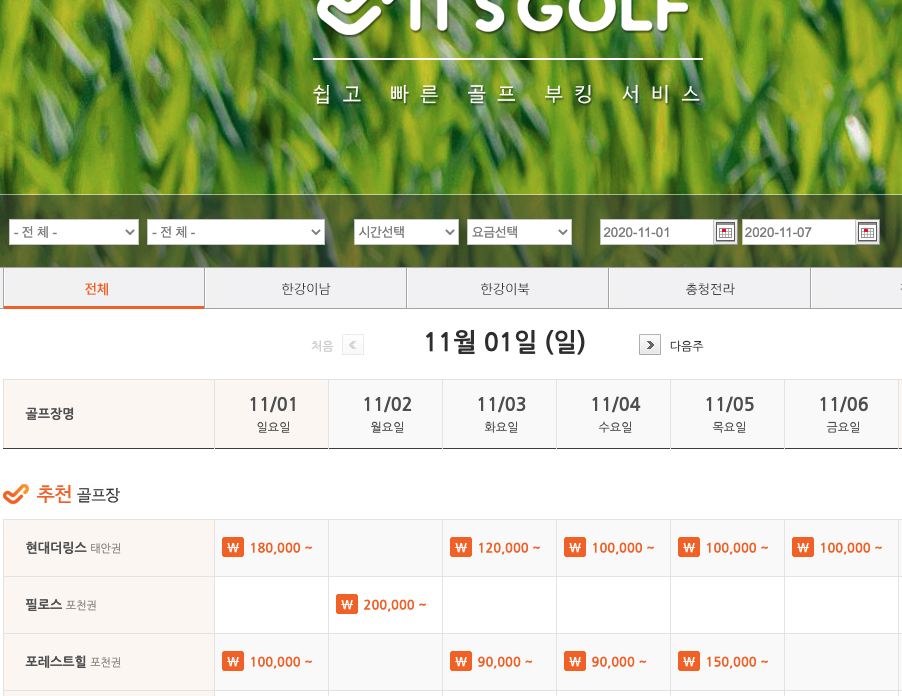 IT'S GOLF
쉽고 빠른 골프 부킹 서비스
- 전 체 - - 전 체 - 시간선택 요금선택 2020-11-01 2020-11-07
전체 한강이남 한강이북 충청전라
처음 11월 01일 (일) 다음주
골프장명 11/01 11/02 11/03 11/04 11/05 11/06
일요일 월요일 화요일 수요일 목요일 금요일
추천 골프장
현대더링스 태안권 ₩ 180,000 ~ ₩ 120,000 ~ ₩ 100,000 ~ ₩ 100,000 ~ ₩ 100,000 ~
필로스 포천권 ₩ 200,000 ~
포레스트힐 포천권 ₩ 100,000 ~ ₩ 90,000 ~ ₩ 90,000 ~ ₩ 150,000 ~